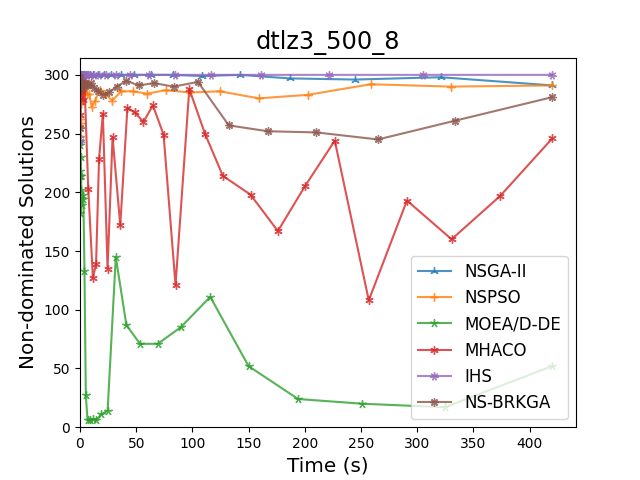 dtlz3_500_8
Non-dominated Solutions
300
250
200
150
100
50
0
0 50 100 150 200 250 300 350 400
Time (s)
NSGA-II
NSPSO
MOEA/D-DE
MHACO
IHS
NS-BRKGA